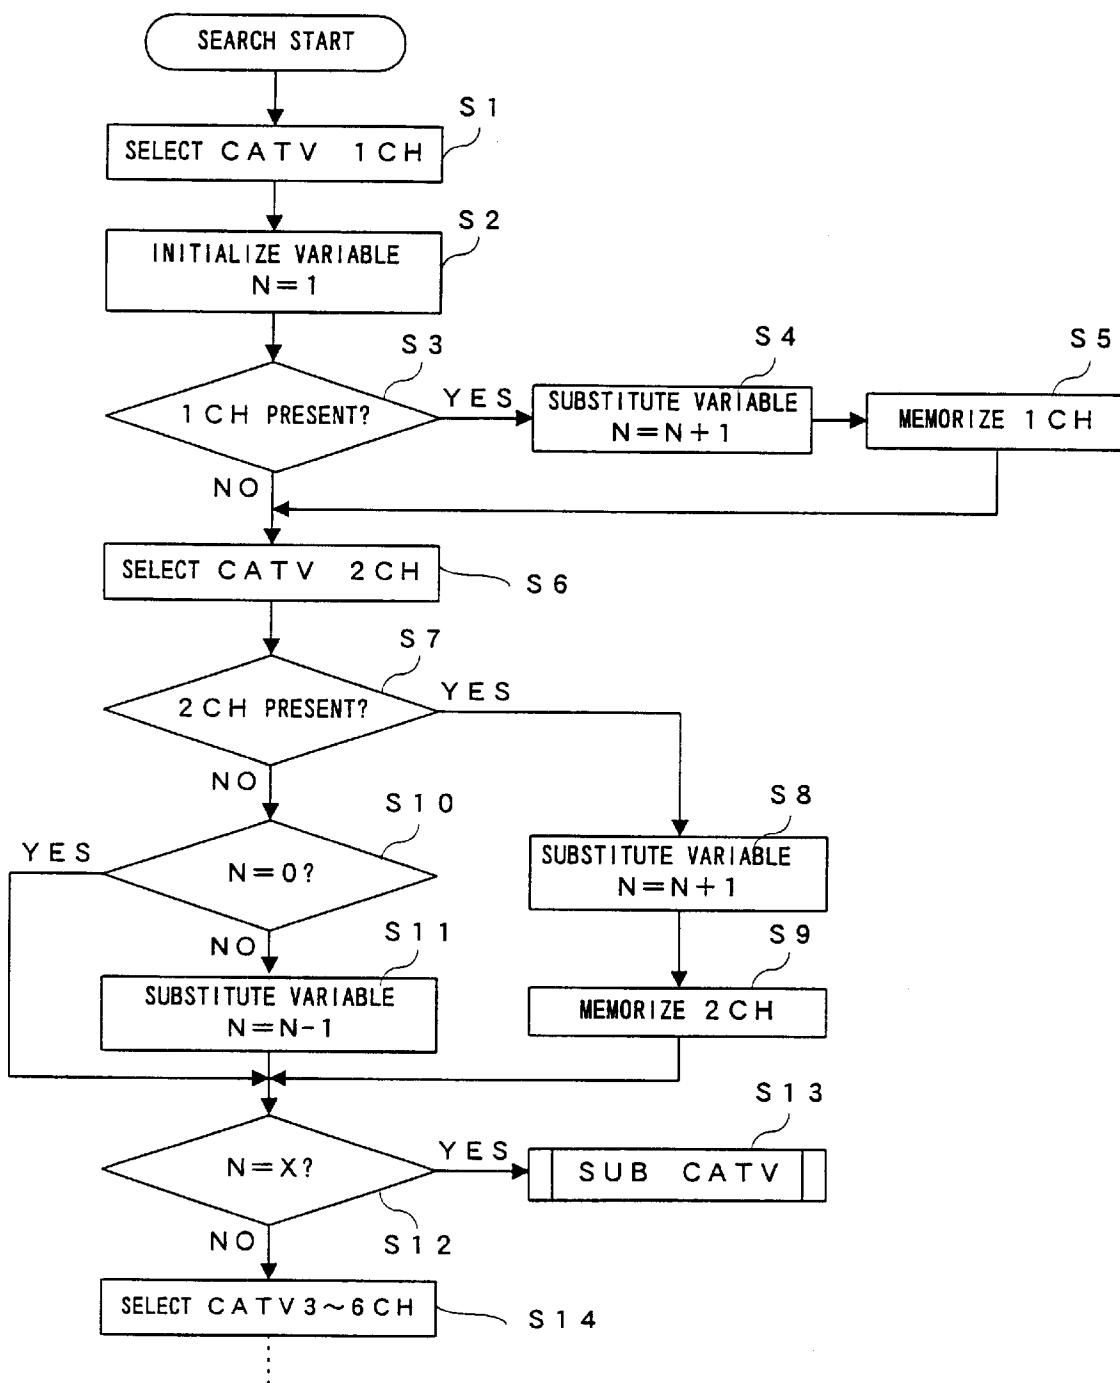 SEARCH START
S1
SELECT CATV 1CH
S2
INITIALIZE VARIABLE
N=1
S3
1CH PRESENT?
YES
S4
SUBSTITUTE VARIABLE
N=N+1
S5
MEMORIZE 1CH
NO
SELECT CATV 2CH
S6
S7
2CH PRESENT?
YES
NO
S8
SUBSTITUTE VARIABLE
N=N+1
S9
MEMORIZE 2CH
S10
YES
N=0?
NO
S11
SUBSTITUTE VARIABLE
N=N-1
N=X?
YES
S12
S13
SUB CATV
NO
SELECT CATV3~6CH
S14